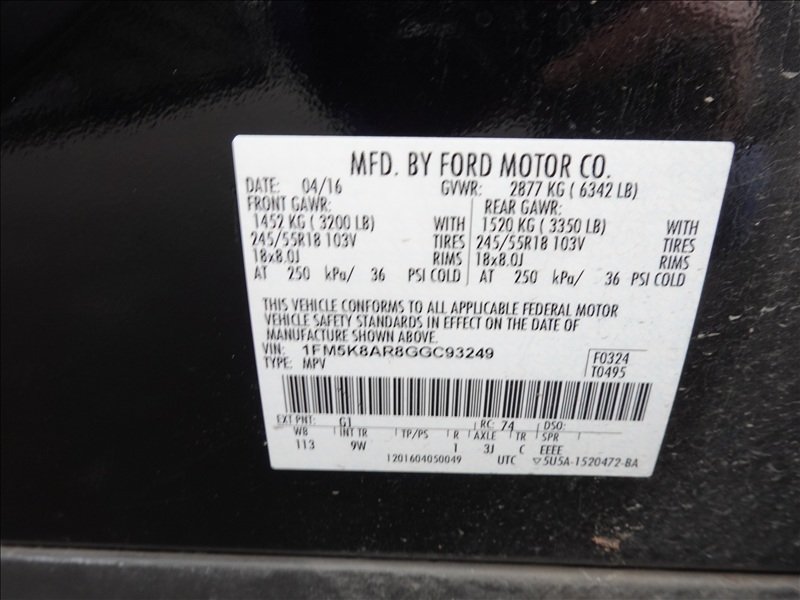 MFD. BY FORD MOTOR CO.
DATE: 04/16 GVWR: 2877 KG ( 6342 LB)
FRONT GAWR: REAR GAWR:
1452 KG ( 3200 LB) WITH 1520 KG ( 3350 LB) WITH
245/55R18 103V TIRES 245/55R18 103V TIRES
18x8.0J RIMS 18x8.0J RIMS
AT 250 kPa/ 36 PSI COLD AT 250 kPa/ 36 PSI COLD
THIS VEHICLE CONFORMS TO ALL APPLICABLE FEDERAL MOTOR
VEHICLE SAFETY STANDARDS IN EFFECT ON THE DATE OF
MANUFACTURE SHOWN ABOVE.
VIN: 1FM5K8AR8GGC93249 F0324
TYPE: MPV T0495
EXT PNT: G1 RC: 74 DSO:
WB INT TR TP/PS R AXLE TR SPR
113 9W 1 3J C EEEE
1201604050049 UTC ▽5U5A-1520472-BA